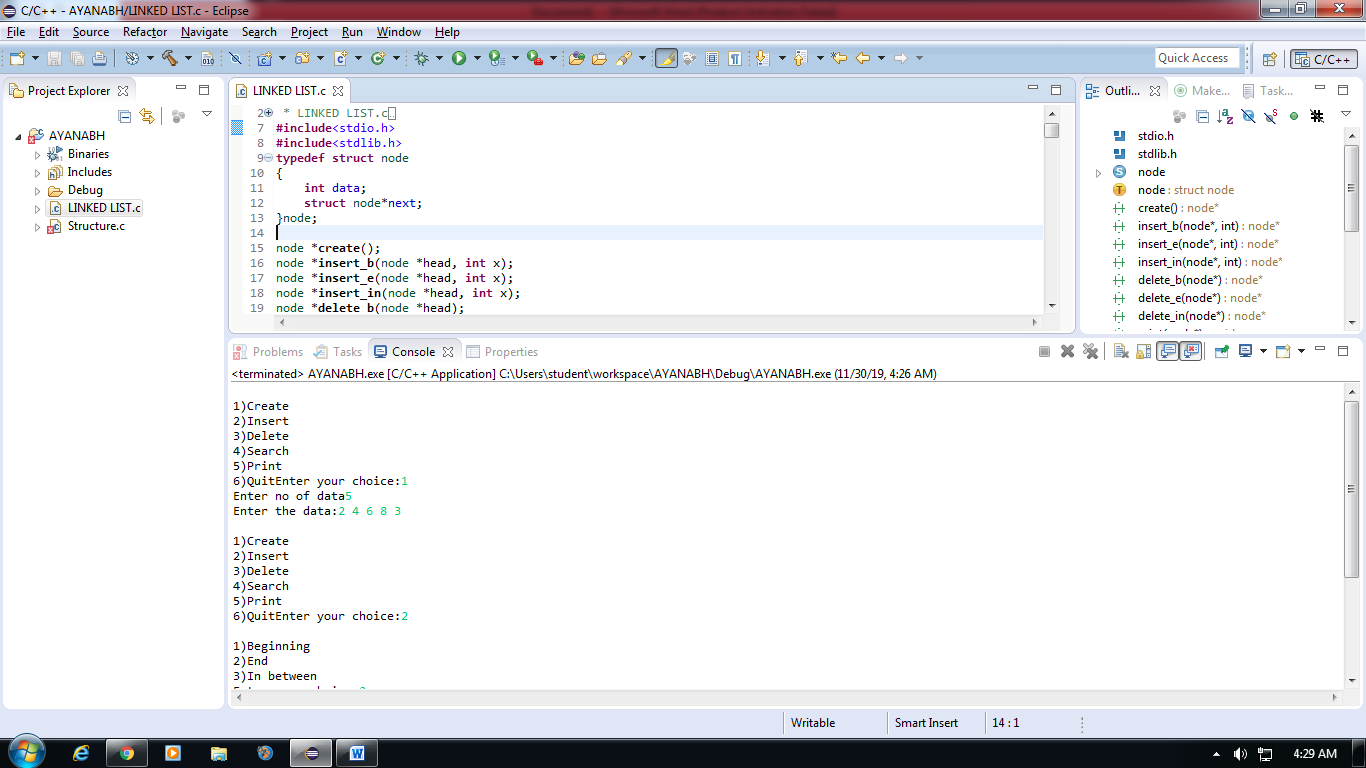 C/C++ - AYANABH/LINKED LIST.c - Eclipse
File Edit Source Refactor Navigate Search Project Run Window Help
Quick Access
C/C++
Project Explorer
AYANABH
Binaries
Includes
Debug
LINKED LIST.c
Structure.c
LINKED LIST.c
2 * LINKED LIST.c
7 #include<stdio.h>
8 #include<stdlib.h>
9 typedef struct node
10 {
11 int data;
12 struct node*next;
13 }node;
14
15 node *create();
16 node *insert_b(node *head, int x);
17 node *insert_e(node *head, int x);
18 node *insert_in(node *head, int x);
19 node *delete_b(node *head);
Outli... Make... Task...
stdio.h
stdlib.h
node
node : struct node
create() : node*
insert_b(node*, int) : node*
insert_e(node*, int) : node*
insert_in(node*, int) : node*
delete_b(node*) : node*
delete_e(node*) : node*
delete_in(node*) : node*
Problems Tasks Console Properties
<terminated> AYANABH.exe [C/C++ Application] C:\Users\student\workspace\AYANABH\Debug\AYANABH.exe (11/30/19, 4:26 AM)
1)Create
2)Insert
3)Delete
4)Search
5)Print
6)QuitEnter your choice:1
Enter no of data5
Enter the data:2 4 6 8 3
1)Create
2)Insert
3)Delete
4)Search
5)Print
6)QuitEnter your choice:2
1)Beginning
2)End
3)In between
Writable Smart Insert 14 : 1
4:29 AM